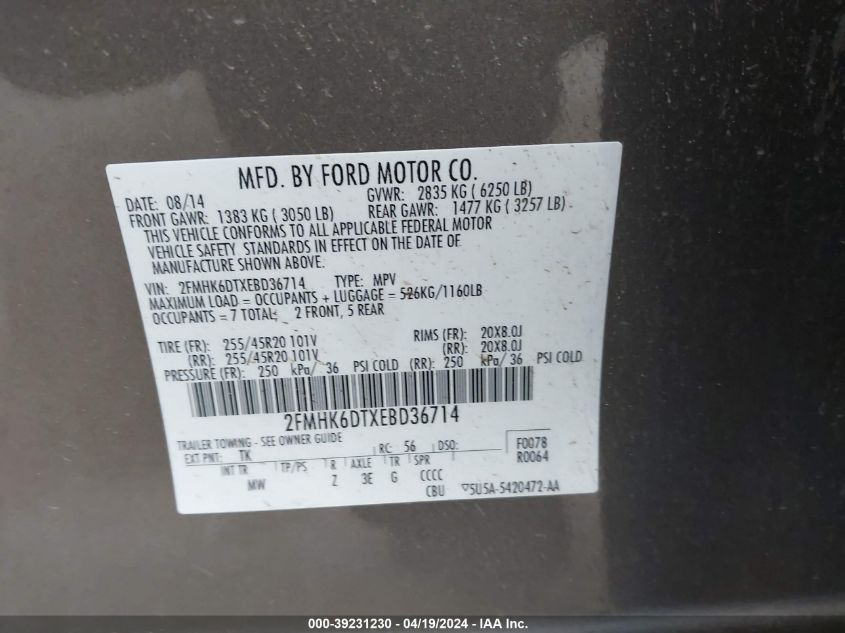 MFD. BY FORD MOTOR CO.
DATE: 08/14 GVWR: 2835 KG ( 6250 LB)
FRONT GAWR: 1383 KG ( 3050 LB) REAR GAWR: 1477 KG ( 3257 LB)
THIS VEHICLE CONFORMS TO ALL APPLICABLE FEDERAL MOTOR
VEHICLE SAFETY STANDARDS IN EFFECT ON THE DATE OF
MANUFACTURE SHOWN ABOVE.
VIN: 2FMHK6DTXEBD36714 TYPE: MPV
MAXIMUM LOAD = OCCUPANTS + LUGGAGE = 526KG/1160LB
OCCUPANTS = 7 TOTAL: 2 FRONT, 5 REAR
TIRE (FR): 255/45R20 101V RIMS (FR): 20X8.0J
(RR): 255/45R20 101V (RR): 20X8.0J
PRESSURE (FR): 250 kPa/ 36 PSI COLD (RR): 250 kPa/ 36 PSI COLD
2FMHK6DTXEBD36714
TRAILER TOWING - SEE OWNER GUIDE
EXT PNT: TK RC: 56 DSO: F0078
R0064
INT TR TP/PS R AXLE TR SPR
MW Z 3E G CCCC
CBU 5U5A-5420472-AA
000-39231230 - 04/19/2024 - IAA Inc.